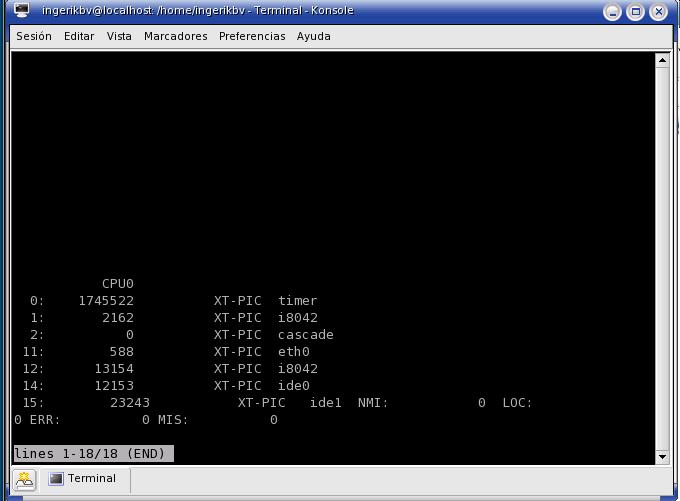 ingerikbv@localhost: /home/ingerikbv - Terminal - Konsole
Sesión Editar Vista Marcadores Preferencias Ayuda
CPU0
0: 1745522 XT-PIC timer
1: 2162 XT-PIC i8042
2: 0 XT-PIC cascade
11: 588 XT-PIC eth0
12: 13154 XT-PIC i8042
14: 12153 XT-PIC ide0
15: 23243 XT-PIC ide1 NMI: 0 LOC:
0 ERR: 0 MIS: 0
lines 1-18/18 (END)
Terminal